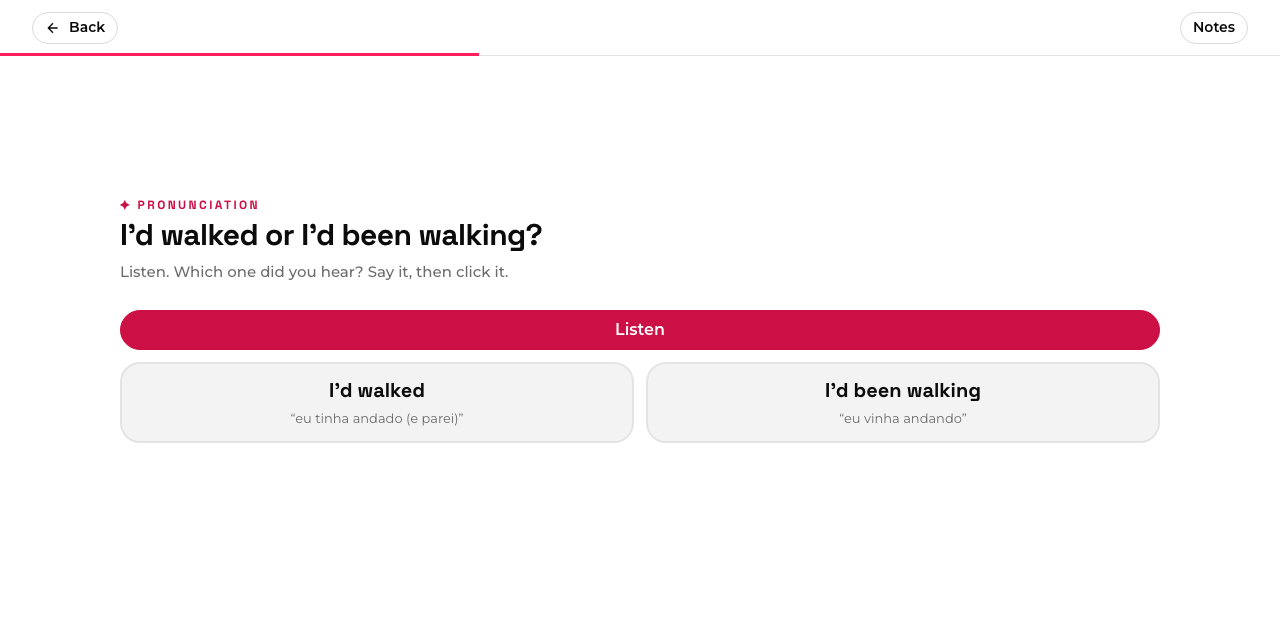 Back
Notes
PRONUNCIATION
I’d walked or I’d been walking?
Listen. Which one did you hear? Say it, then click it.
Listen
I’d walked
“eu tinha andado (e parei)”
I’d been walking
“eu vinha andando”